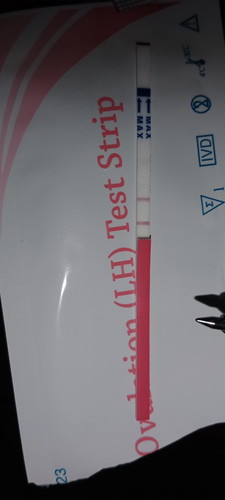 Ovulation (LH) Test Strip
MAX
MAX
IVD
23